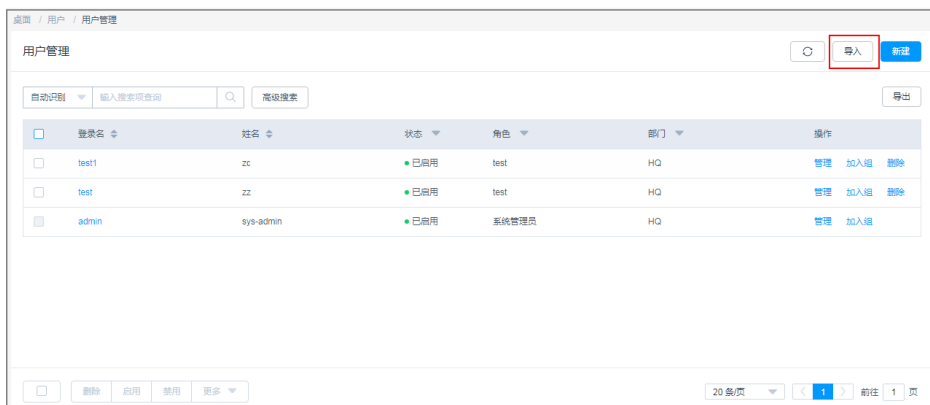 桌面 / 用户 / 用户管理
用户管理 导入 新建
自动识别 输入搜索项查询 高级搜索 导出
登录名 姓名 状态 角色 部门 操作
test1 zc 已启用 test HQ 管理 加入组 删除
test zz 已启用 test HQ 管理 加入组 删除
admin sys-admin 已启用 系统管理员 HQ 管理 加入组
删除 启用 禁用 更多 20 条/页 1 前往 1 页